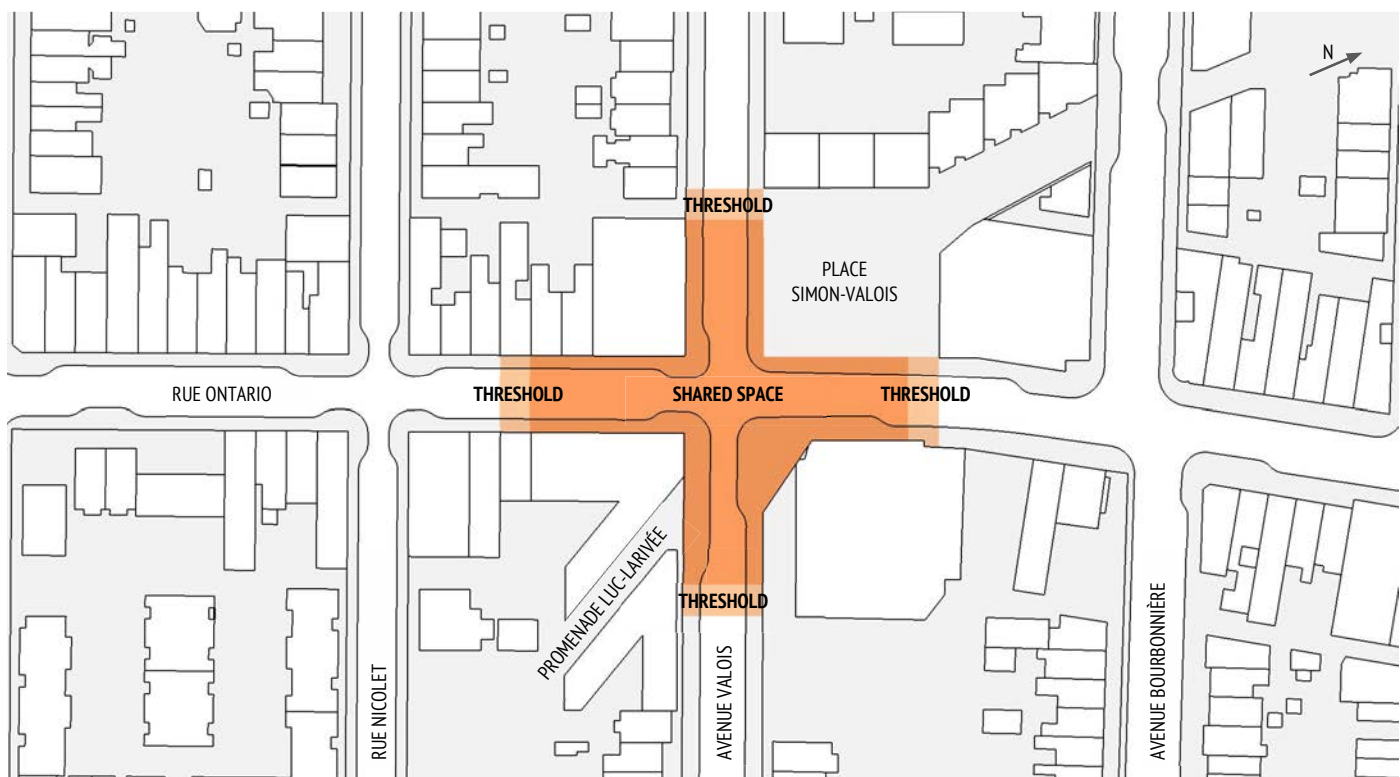 N
THRESHOLD
PLACE
SIMON-VALOIS
RUE ONTARIO
THRESHOLD
SHARED SPACE
THRESHOLD
PROMENADE LUC-LARIVÉE
THRESHOLD
RUE NICOLET
AVENUE VALOIS
AVENUE BOURBONNIÈRE